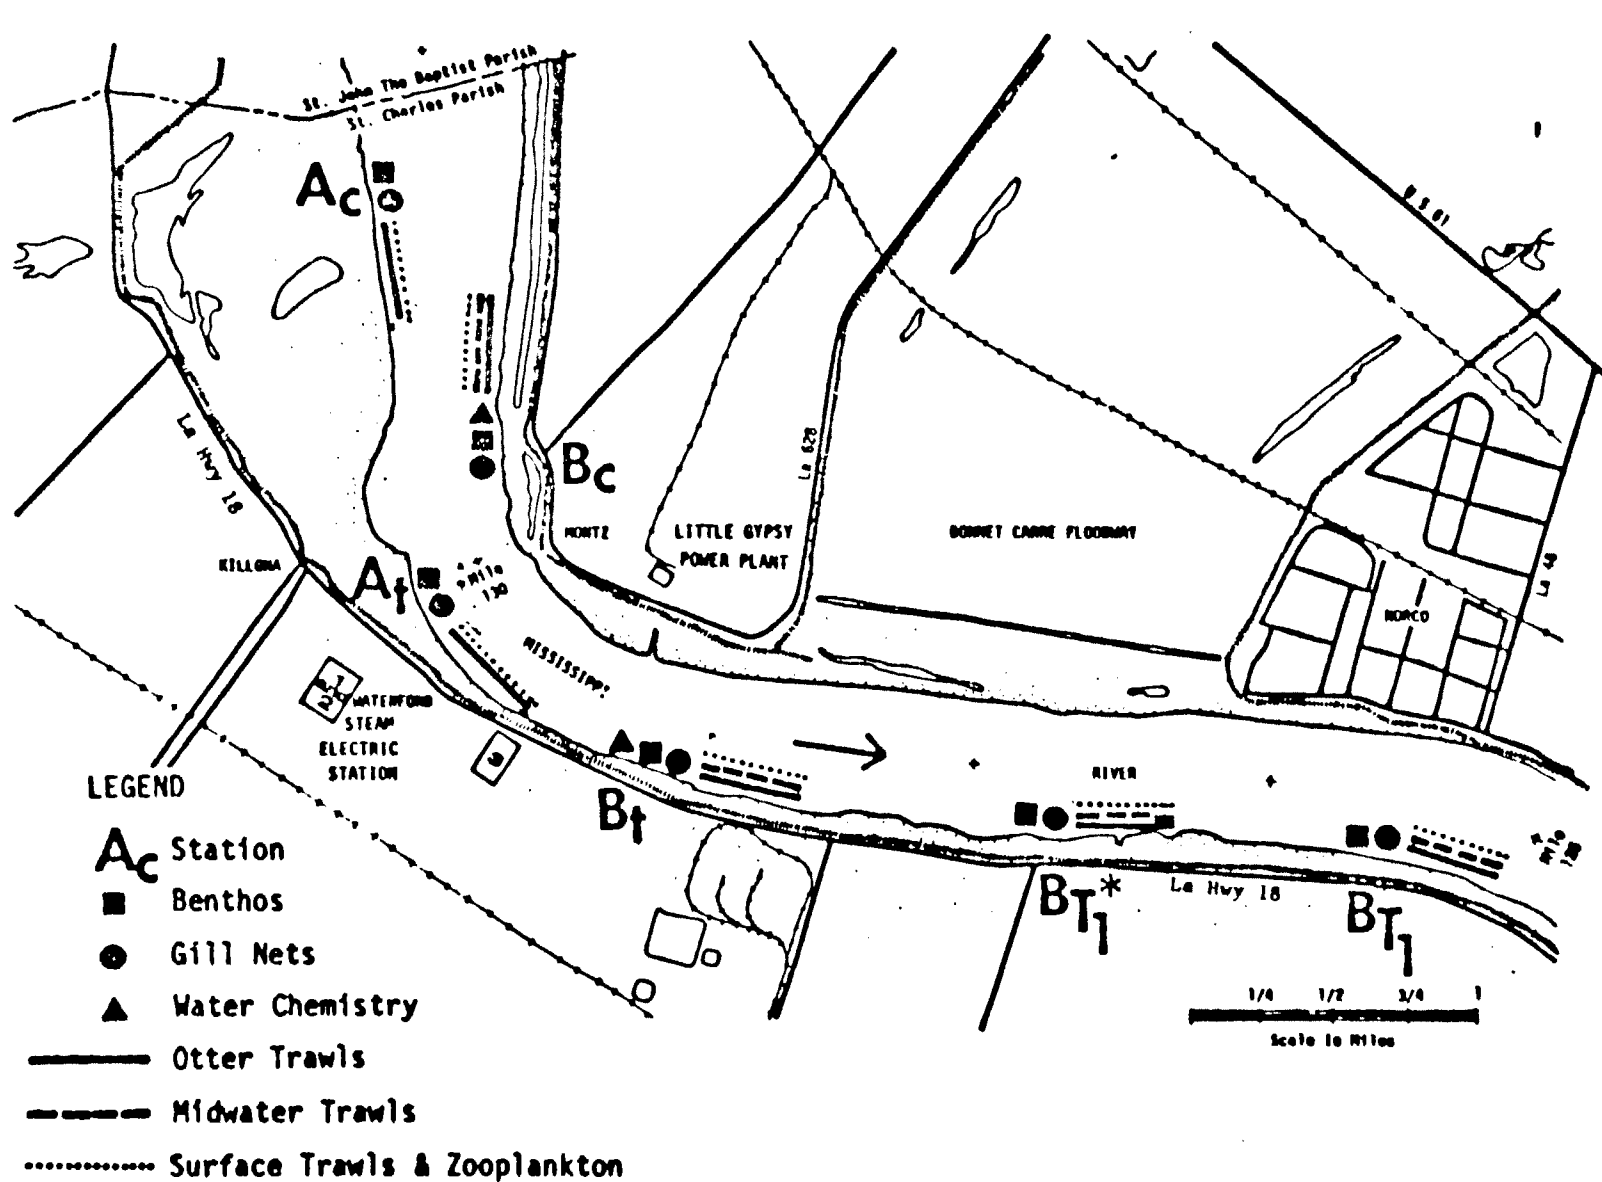 St. John The Baptist Parish
St. Charles Parish
Ac
U S 61
Bc
La Hwy 18
La 628
MONTZ
LITTLE GYPSY
POWER PLANT
BONNET CARRE FLOODWAY
KILLONA
At
Mile
130
La 48
NORCO
MISSISSIPPI
1
2
WATERFORD
STEAM
ELECTRIC
STATION
3
RIVER
Bt
BT1*
La Hwy 18
BT1
Mile
LEGEND
Ac Station
Benthos
Gill Nets
Water Chemistry
Otter Trawls
Midwater Trawls
Surface Trawls & Zooplankton
1/4 1/2 3/4 1
Scale in Miles